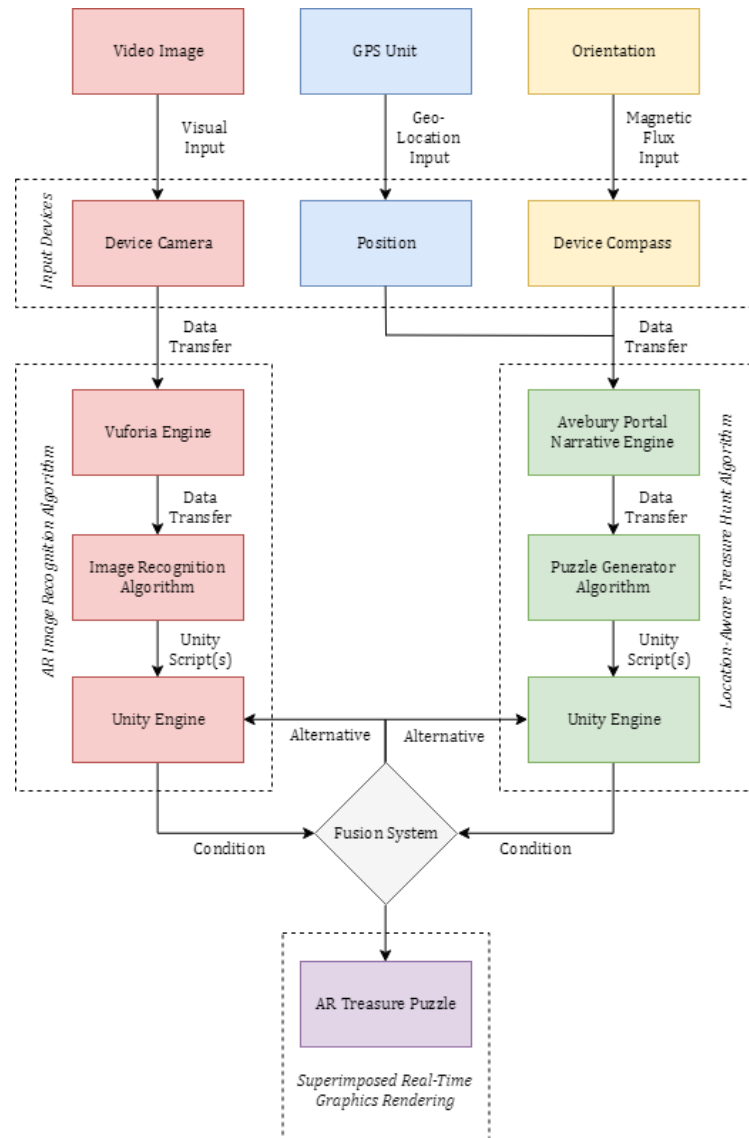 Video Image
GPS Unit
Orientation
Visual
Input
Geo-
Location
Input
Magnetic
Flux
Input
Input Devices
Device Camera
Position
Device Compass
Data
Transfer
Data
Transfer
AR Image Recognition Algorithm
Vuforia Engine
Avebury Portal
Narrative Engine
Location-Aware Treasure Hunt Algorithm
Data
Transfer
Data
Transfer
Image Recognition
Algorithm
Puzzle Generator
Algorithm
Unity
Script(s)
Unity
Script(s)
Unity Engine
Unity Engine
Alternative
Alternative
Fusion System
Condition
Condition
AR Treasure Puzzle
Superimposed Real-Time
Graphics Rendering